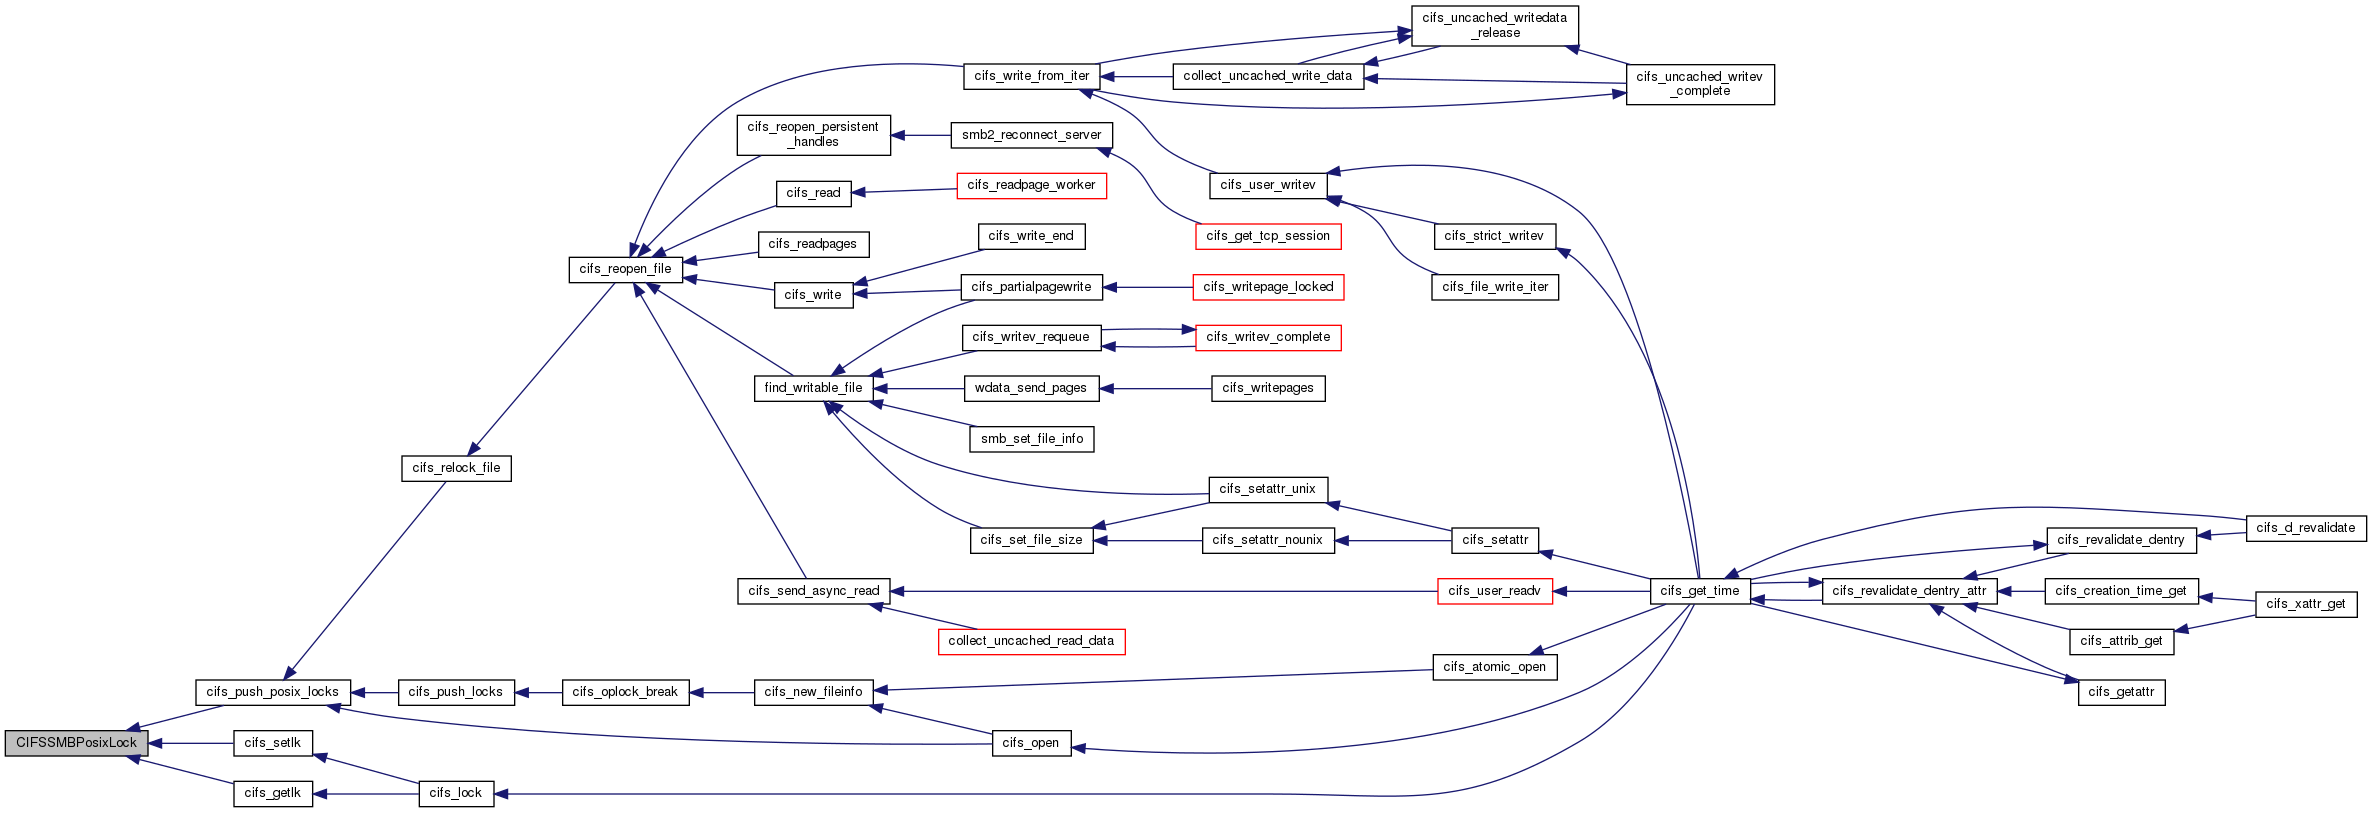 cifs_uncached_writedata
_release
cifs_write_from_iter
collect_uncached_write_data
cifs_uncached_writev
_complete
cifs_reopen_persistent
_handles
smb2_reconnect_server
cifs_read
cifs_readpage_worker
cifs_user_writev
cifs_write_end
cifs_get_tcp_session
cifs_strict_writev
cifs_readpages
cifs_reopen_file
cifs_write
cifs_partialpagewrite
cifs_writepage_locked
cifs_file_write_iter
cifs_writev_requeue
cifs_writev_complete
find_writable_file
wdata_send_pages
cifs_writepages
smb_set_file_info
cifs_relock_file
cifs_setattr_unix
cifs_set_file_size
cifs_setattr_nounix
cifs_setattr
cifs_revalidate_dentry
cifs_d_revalidate
cifs_send_async_read
cifs_user_readv
cifs_get_time
cifs_revalidate_dentry_attr
cifs_creation_time_get
cifs_xattr_get
collect_uncached_read_data
cifs_attrib_get
cifs_atomic_open
cifs_push_posix_locks
cifs_push_locks
cifs_oplock_break
cifs_new_fileinfo
cifs_getattr
CIFSSMBPosixLock
cifs_setlk
cifs_open
cifs_getlk
cifs_lock